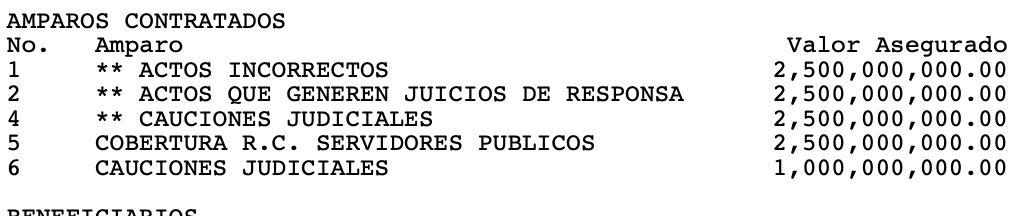 AMPAROS CONTRATADOS
No. Amparo Valor Asegurado
1 ** ACTOS INCORRECTOS 2,500,000,000.00
2 ** ACTOS QUE GENEREN JUICIOS DE RESPONSA 2,500,000,000.00
4 ** CAUCIONES JUDICIALES 2,500,000,000.00
5 COBERTURA R.C. SERVIDORES PUBLICOS 2,500,000,000.00
6 CAUCIONES JUDICIALES 1,000,000,000.00
BENEFICIARIOS